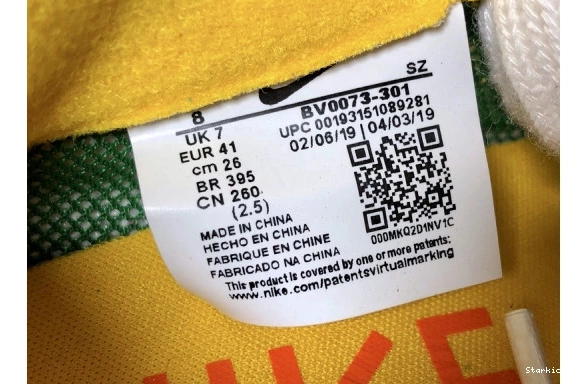 SZ
8
BV0073-301
UK 7
UPC 00193151089281
EUR 41
02/06/19 | 04/03/19
cm 26
BR 395
CN 260
(2.5)
000MKQ2D1NV1C
MADE IN CHINA
HECHO EN CHINA
FABRIQUE EN CHINE
FABRICADO NA CHINA
This product is covered by one or more patents:
www.nike.com/patentsvirtualmarking
NIKE
Starkic